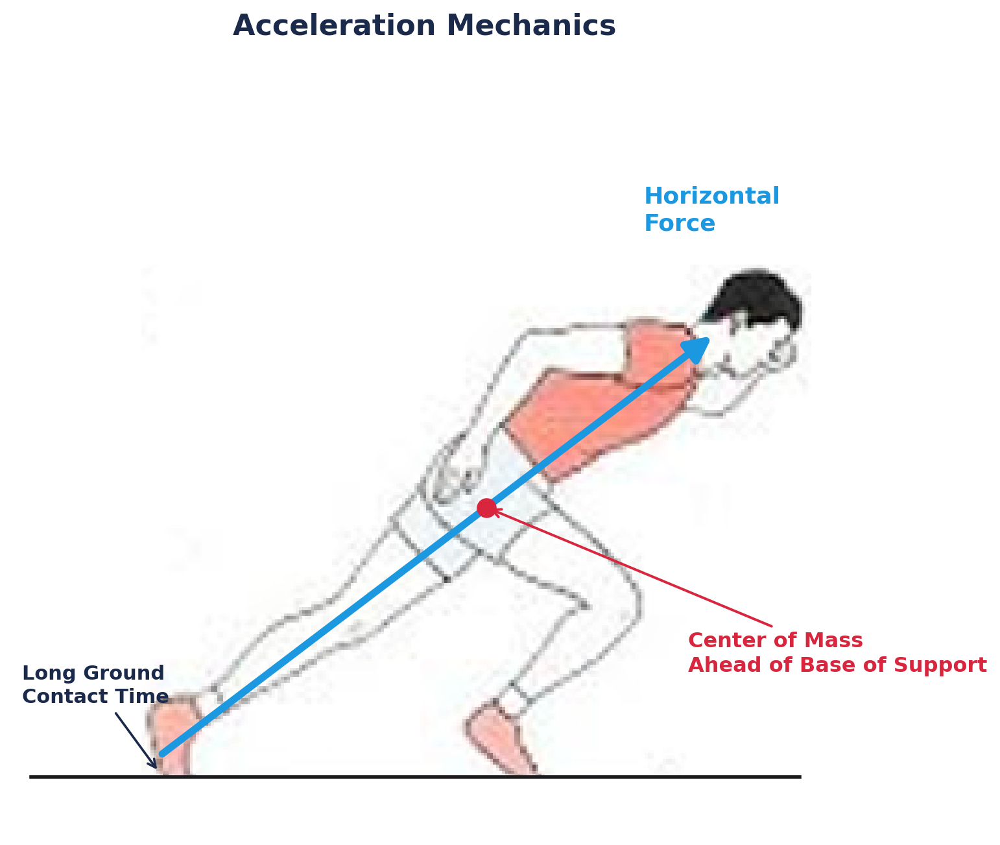 Acceleration Mechanics
Horizontal
Force
Center of Mass
Ahead of Base of Support
Long Ground
Contact Time